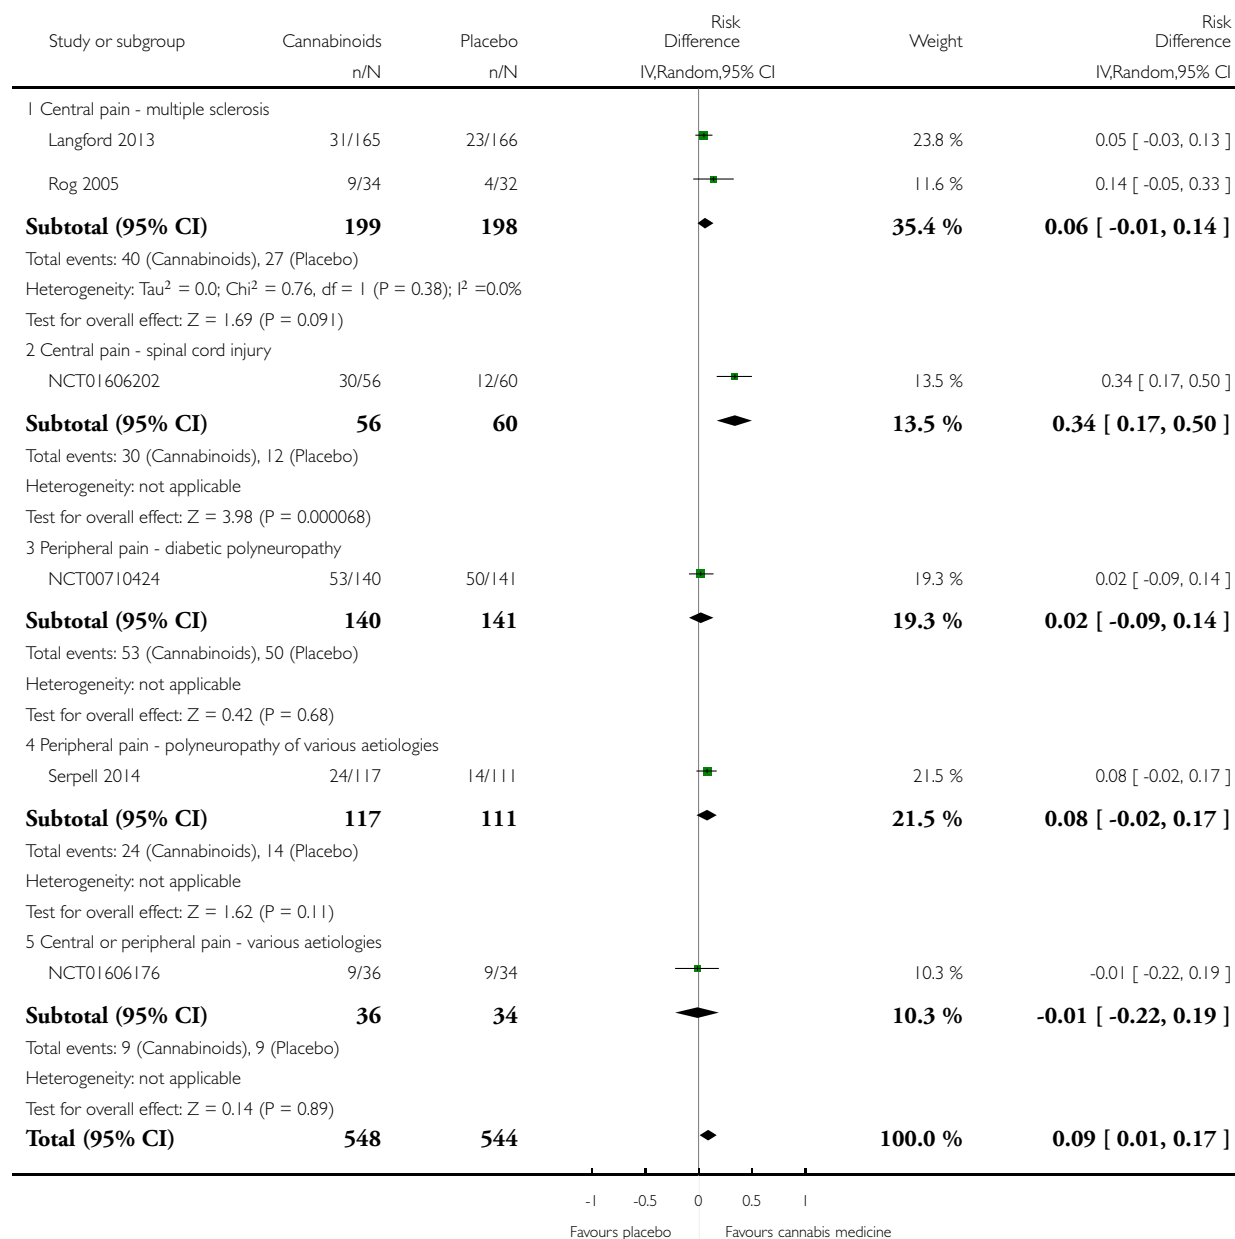 Risk Risk
Study or subgroup Cannabinoids Placebo Difference Weight Difference
n/N n/N IV,Random,95% CI IV,Random,95% CI
1 Central pain - multiple sclerosis
Langford 2013 31/165 23/166 23.8 % 0.05 [ -0.03, 0.13 ]
Rog 2005 9/34 4/32 11.6 % 0.14 [ -0.05, 0.33 ]
Subtotal (95% CI) 199 198 35.4 % 0.06 [ -0.01, 0.14 ]
Total events: 40 (Cannabinoids), 27 (Placebo)
Heterogeneity: Tau² = 0.0; Chi² = 0.76, df = 1 (P = 0.38); I² =0.0%
Test for overall effect: Z = 1.69 (P = 0.091)
2 Central pain - spinal cord injury
NCT01606202 30/56 12/60 13.5 % 0.34 [ 0.17, 0.50 ]
Subtotal (95% CI) 56 60 13.5 % 0.34 [ 0.17, 0.50 ]
Total events: 30 (Cannabinoids), 12 (Placebo)
Heterogeneity: not applicable
Test for overall effect: Z = 3.98 (P = 0.000068)
3 Peripheral pain - diabetic polyneuropathy
NCT00710424 53/140 50/141 19.3 % 0.02 [ -0.09, 0.14 ]
Subtotal (95% CI) 140 141 19.3 % 0.02 [ -0.09, 0.14 ]
Total events: 53 (Cannabinoids), 50 (Placebo)
Heterogeneity: not applicable
Test for overall effect: Z = 0.42 (P = 0.68)
4 Peripheral pain - polyneuropathy of various aetiologies
Serpell 2014 24/117 14/111 21.5 % 0.08 [ -0.02, 0.17 ]
Subtotal (95% CI) 117 111 21.5 % 0.08 [ -0.02, 0.17 ]
Total events: 24 (Cannabinoids), 14 (Placebo)
Heterogeneity: not applicable
Test for overall effect: Z = 1.62 (P = 0.11)
5 Central or peripheral pain - various aetiologies
NCT01606176 9/36 9/34 10.3 % -0.01 [ -0.22, 0.19 ]
Subtotal (95% CI) 36 34 10.3 % -0.01 [ -0.22, 0.19 ]
Total events: 9 (Cannabinoids), 9 (Placebo)
Heterogeneity: not applicable
Test for overall effect: Z = 0.14 (P = 0.89)
Total (95% CI) 548 544 100.0 % 0.09 [ 0.01, 0.17 ]
-1 -0.5 0 0.5 1
Favours placebo Favours cannabis medicine